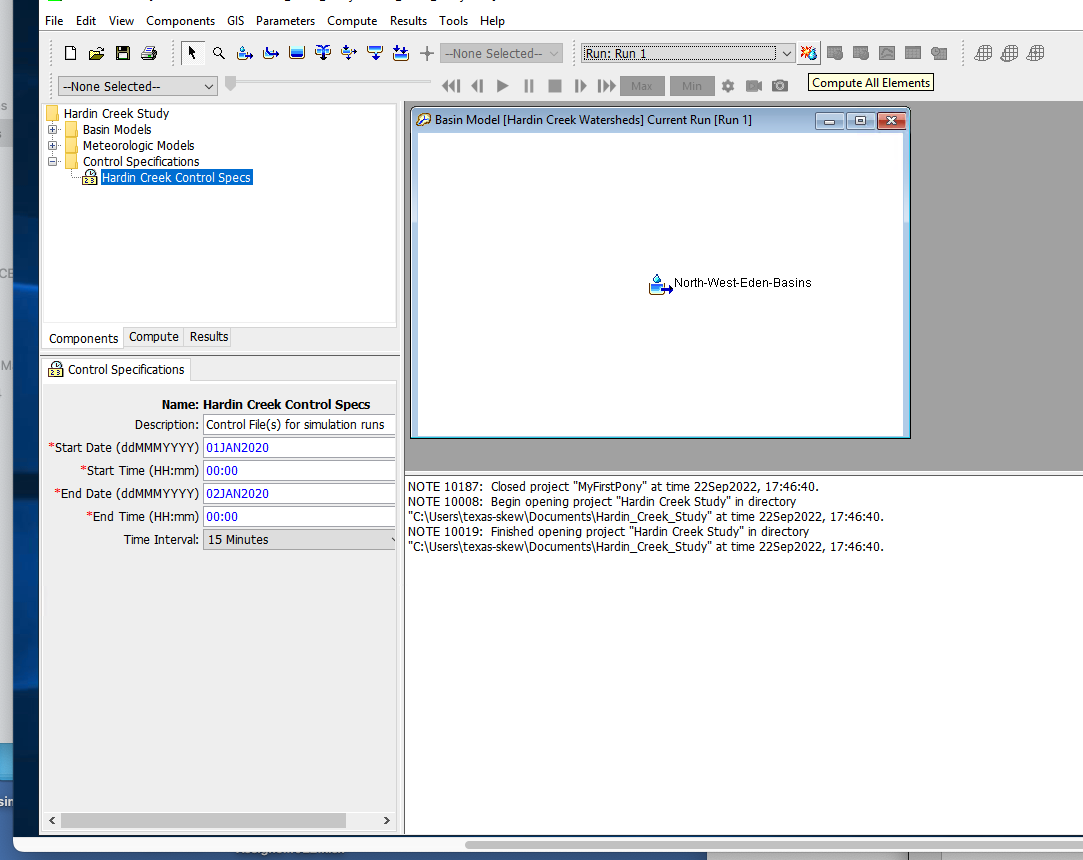 File Edit View Components GIS Parameters Compute Results Tools Help
--None Selected-- Run: Run 1
--None Selected-- Max Min Compute All Elements
Hardin Creek Study
Basin Models
Meteorologic Models
Control Specifications
Hardin Creek Control Specs
Components Compute Results
Basin Model [Hardin Creek Watersheds] Current Run [Run 1]
North-West-Eden-Basins
Control Specifications
Name: Hardin Creek Control Specs
Description: Control File(s) for simulation runs
*Start Date (ddMMMYYYY) 01JAN2020
*Start Time (HH:mm) 00:00
*End Date (ddMMMYYYY) 02JAN2020
*End Time (HH:mm) 00:00
Time Interval: 15 Minutes
NOTE 10187: Closed project "MyFirstPony" at time 22Sep2022, 17:46:40.
NOTE 10008: Begin opening project "Hardin Creek Study" in directory
"C:\Users\texas-skew\Documents\Hardin_Creek_Study" at time 22Sep2022, 17:46:40.
NOTE 10019: Finished opening project "Hardin Creek Study" in directory
"C:\Users\texas-skew\Documents\Hardin_Creek_Study" at time 22Sep2022, 17:46:40.